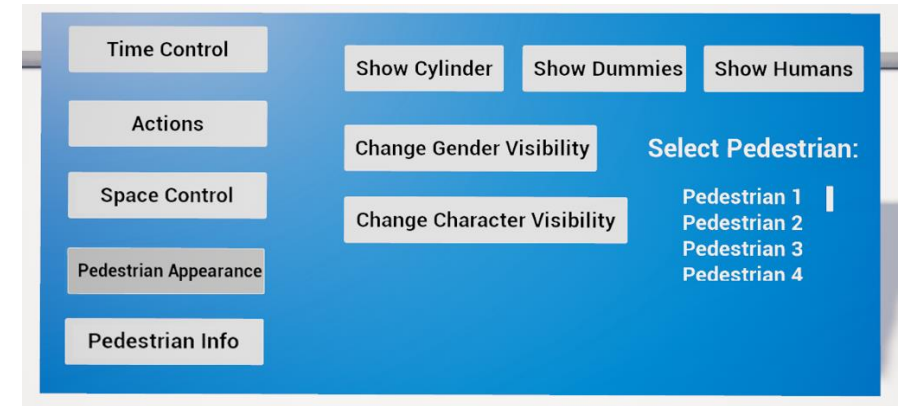 Time Control
Actions
Space Control
Pedestrian Appearance
Pedestrian Info
Show Cylinder
Show Dummies
Show Humans
Change Gender Visibility
Change Character Visibility
Select Pedestrian:
Pedestrian 1
Pedestrian 2
Pedestrian 3
Pedestrian 4